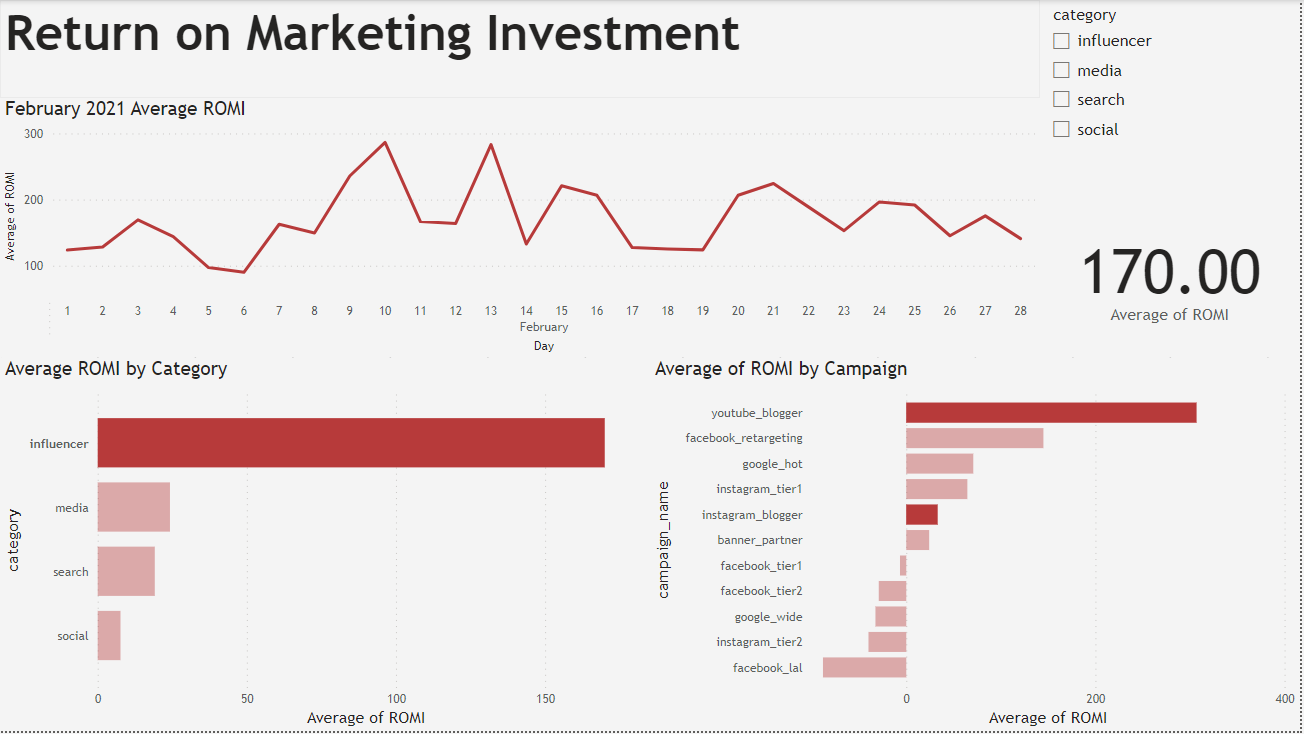 Return on Marketing Investment
category
influencer
media
search
social
February 2021 Average ROMI
Average of ROMI
300
200
100
1 2 3 4 5 6 7 8 9 10 11 12 13 14 15 16 17 18 19 20 21 22 23 24 25 26 27 28
February
Day
170.00
Average of ROMI
Average ROMI by Category
category
influencer
media
search
social
0 50 100 150
Average of ROMI
Average of ROMI by Campaign
campaign_name
youtube_blogger
facebook_retargeting
google_hot
instagram_tier1
instagram_blogger
banner_partner
facebook_tier1
facebook_tier2
google_wide
instagram_tier2
facebook_lal
0 200 400
Average of ROMI